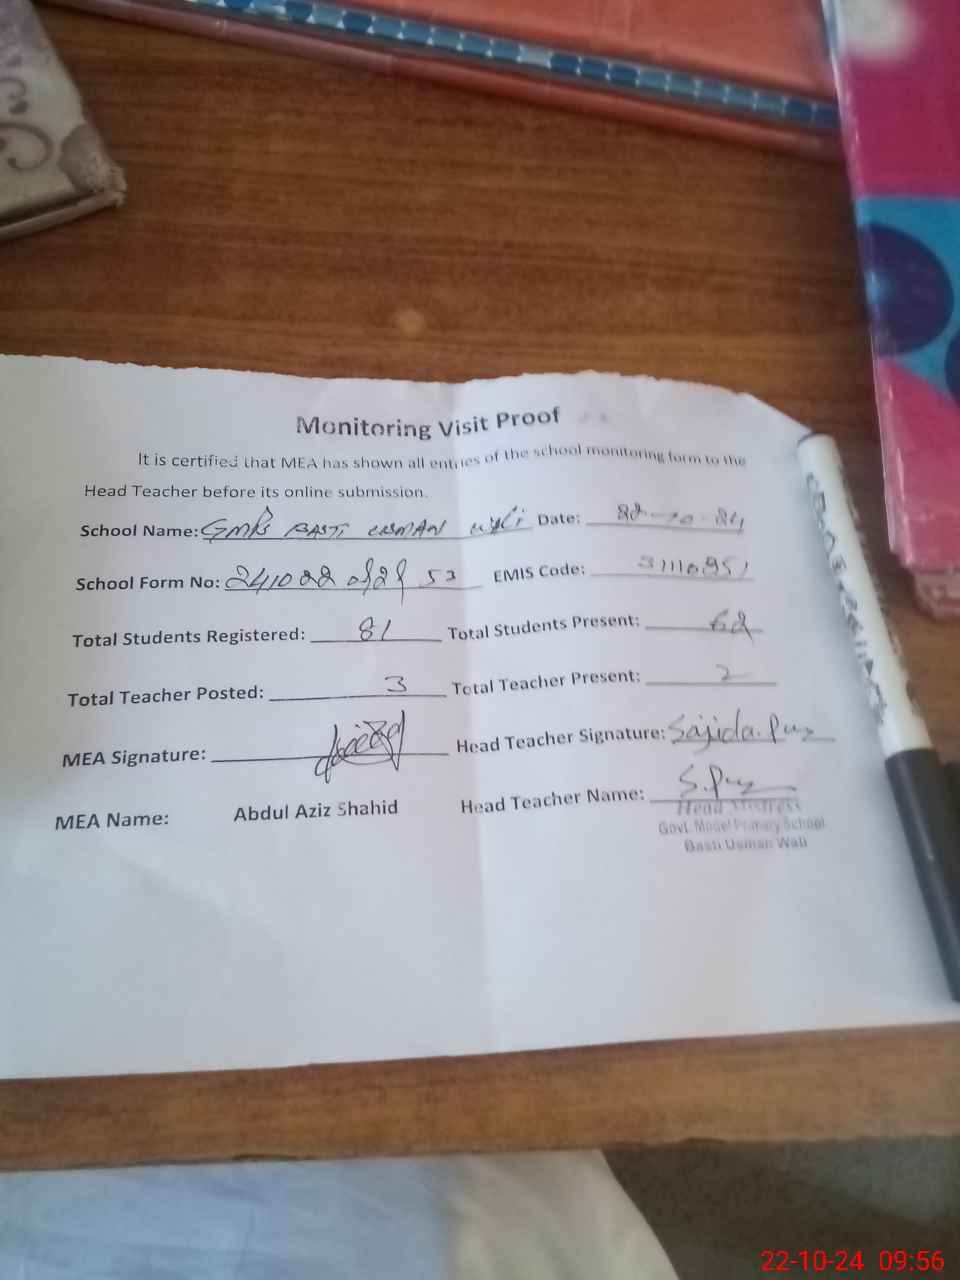 Monitoring Visit Proof
It is certified that MEA has shown all entries of the school monitoring form to the
Head Teacher before its online submission.
School Name: GMPS BASTI USMAN Wali Date: 22-10-24
School Form No: EMIS Code:
Total Students Registered: 81 Total Students Present: 62
Total Teacher Posted: 3 Total Teacher Present: 2
MEA Signature: Head Teacher Signature: Sajida
MEA Name: Abdul Aziz Shahid Head Teacher Name:
Head Mistress
Govt. Model Primary School
Basti Usman Wali
22-10-24 09:56